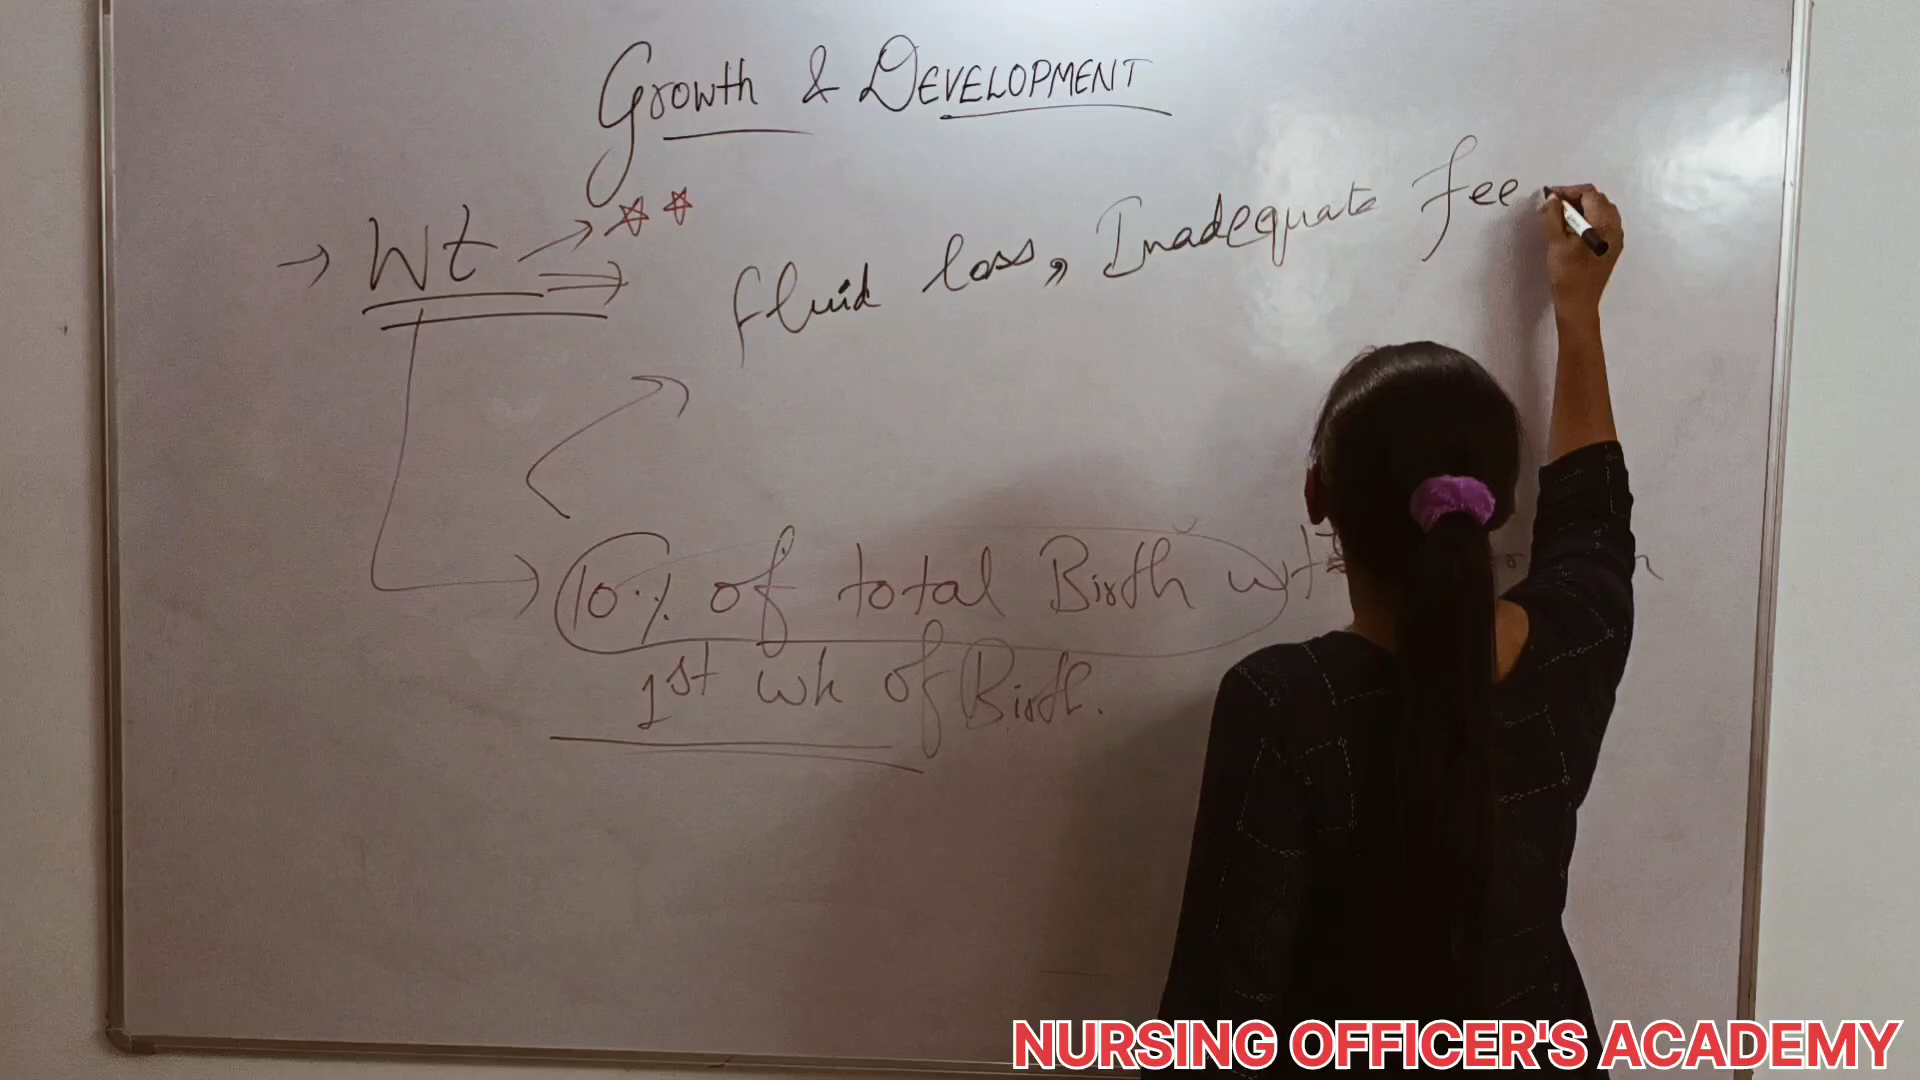 Growth & DEVELOPMENT
→ Wt → ☆ ☆
⇒ fluid loss, Inadequate fee
→ 10% of total Birth wt
1st wk of Birth.
NURSING OFFICER'S ACADEMY